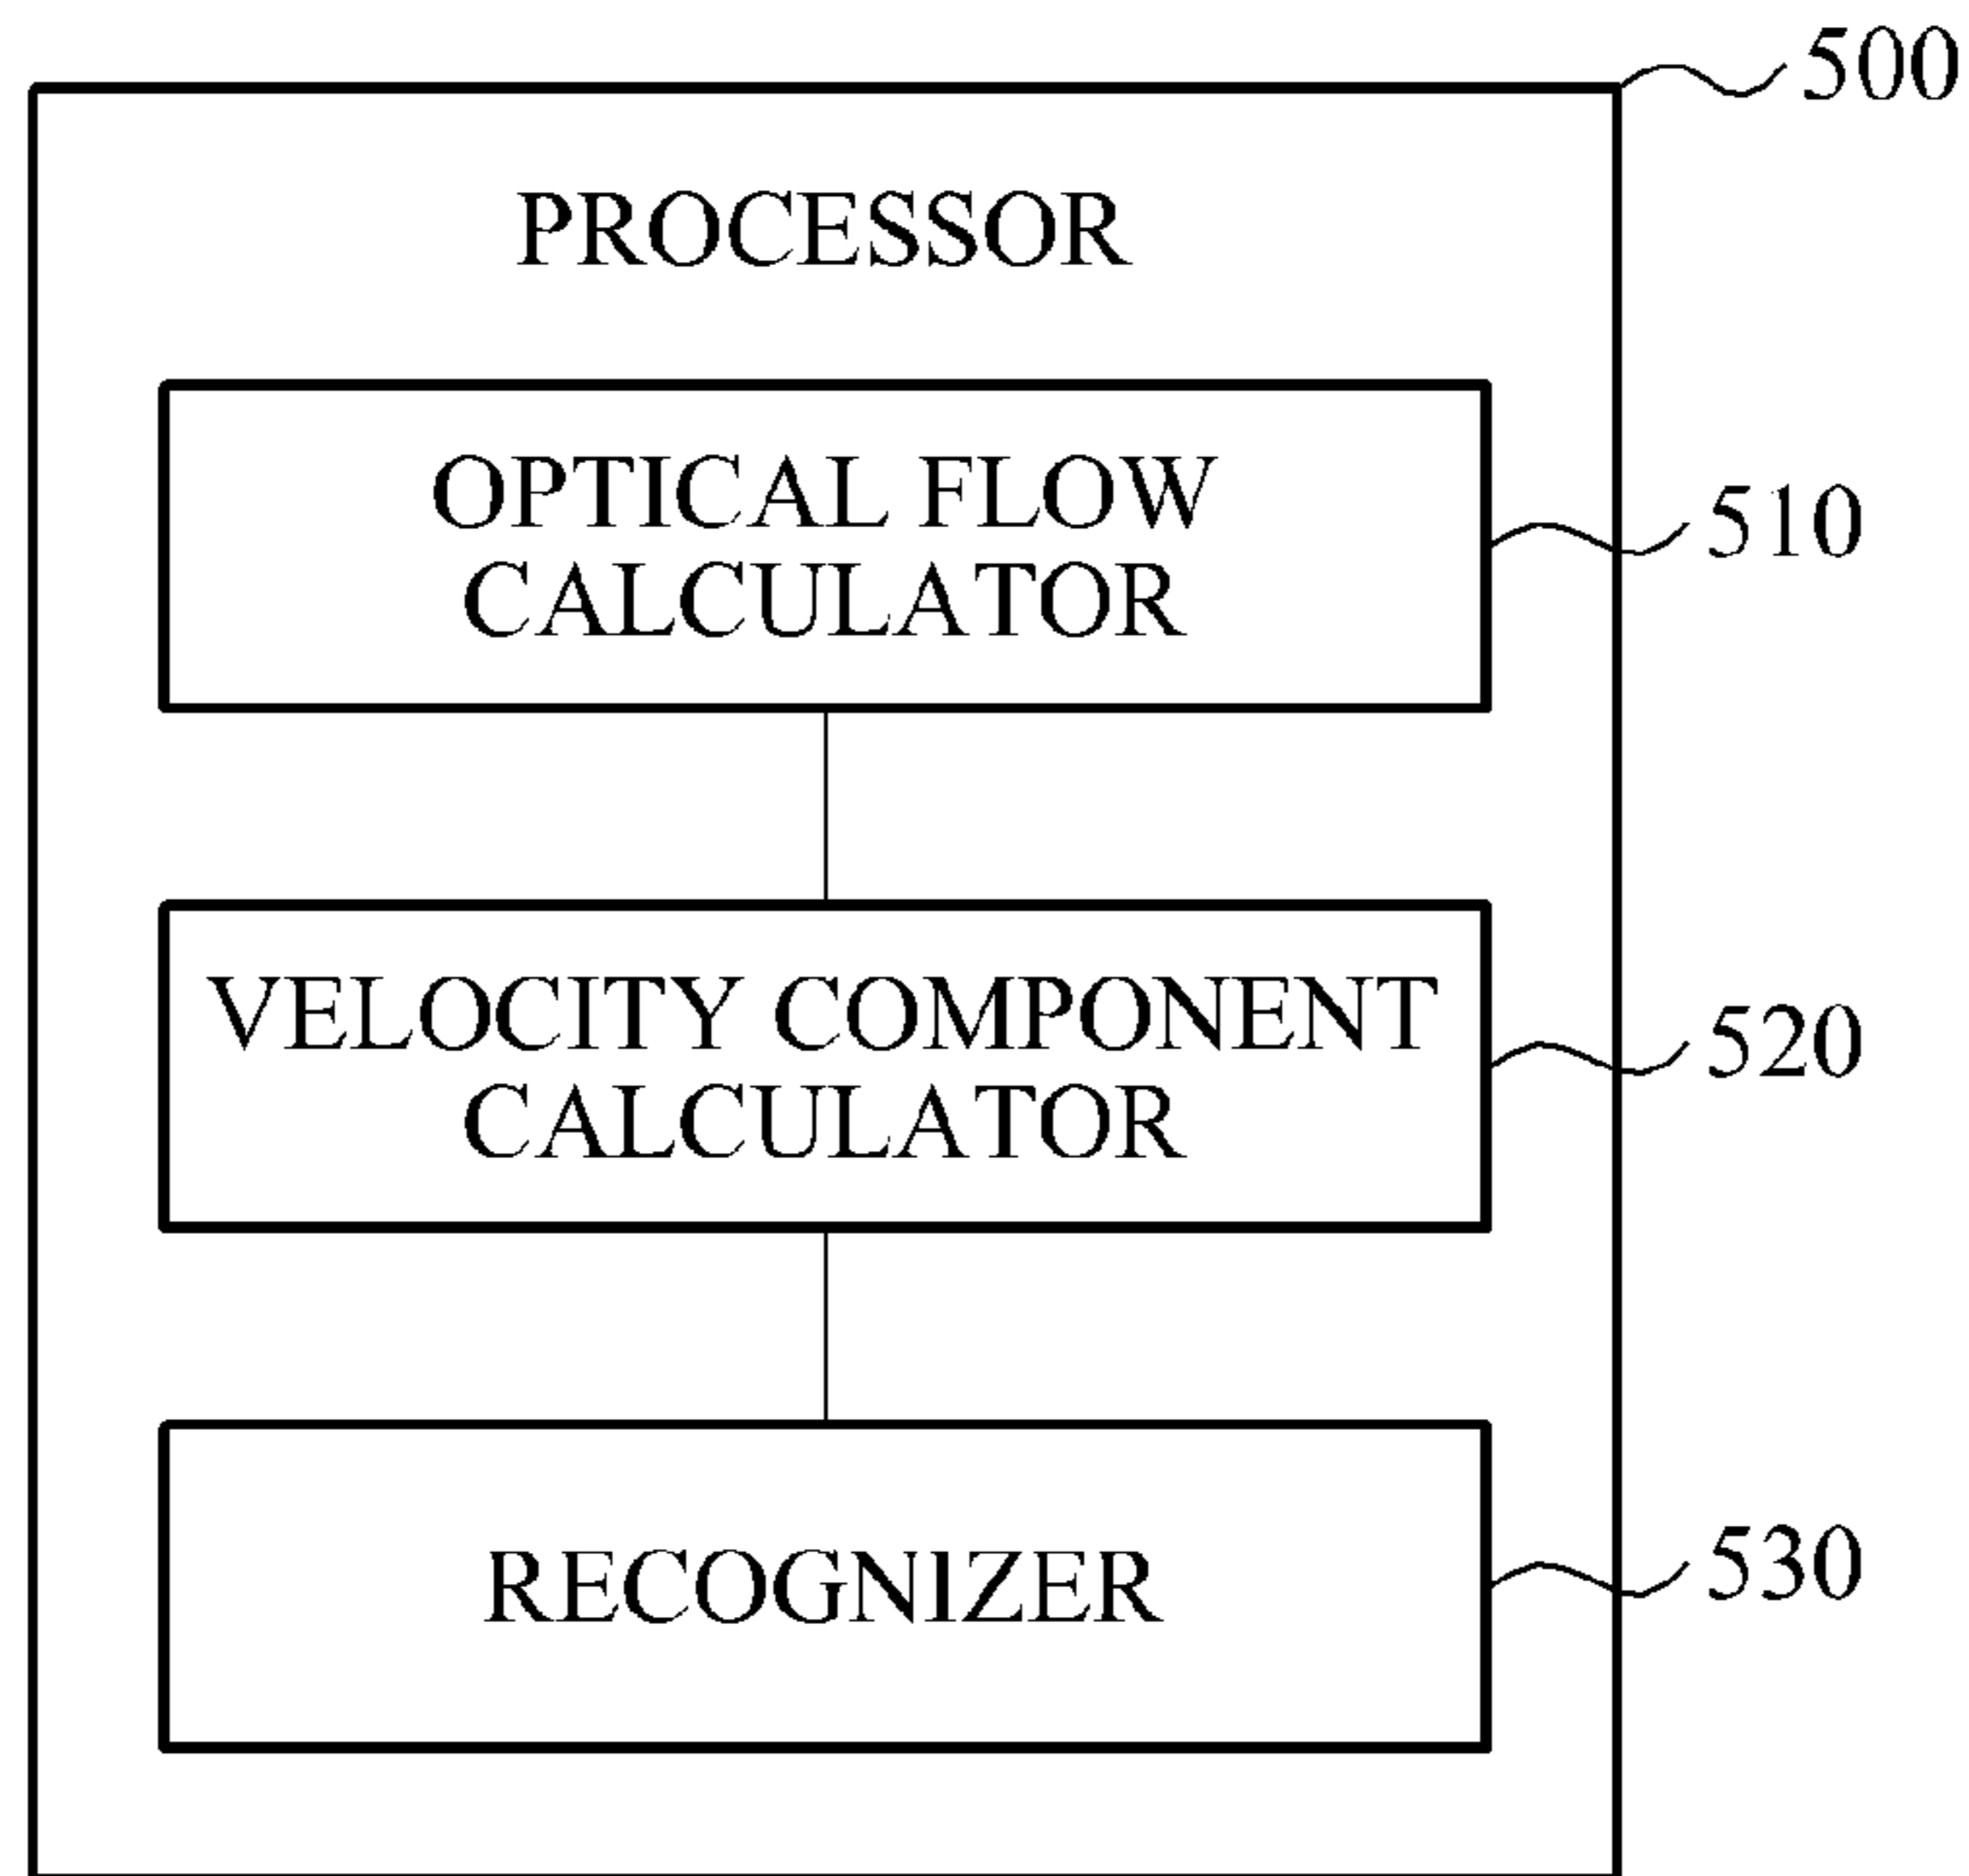 500
PROCESSOR
OPTICAL FLOW
CALCULATOR
510
VELOCITY COMPONENT
CALCULATOR
520
RECOGNIZER
530